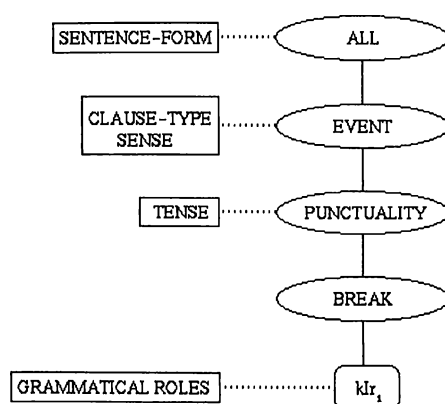 SENTENCE-FORM ALL
CLAUSE-TYPE
SENSE
EVENT
TENSE PUNCTUALITY
BREAK
GRAMMATICAL ROLES kIr₁